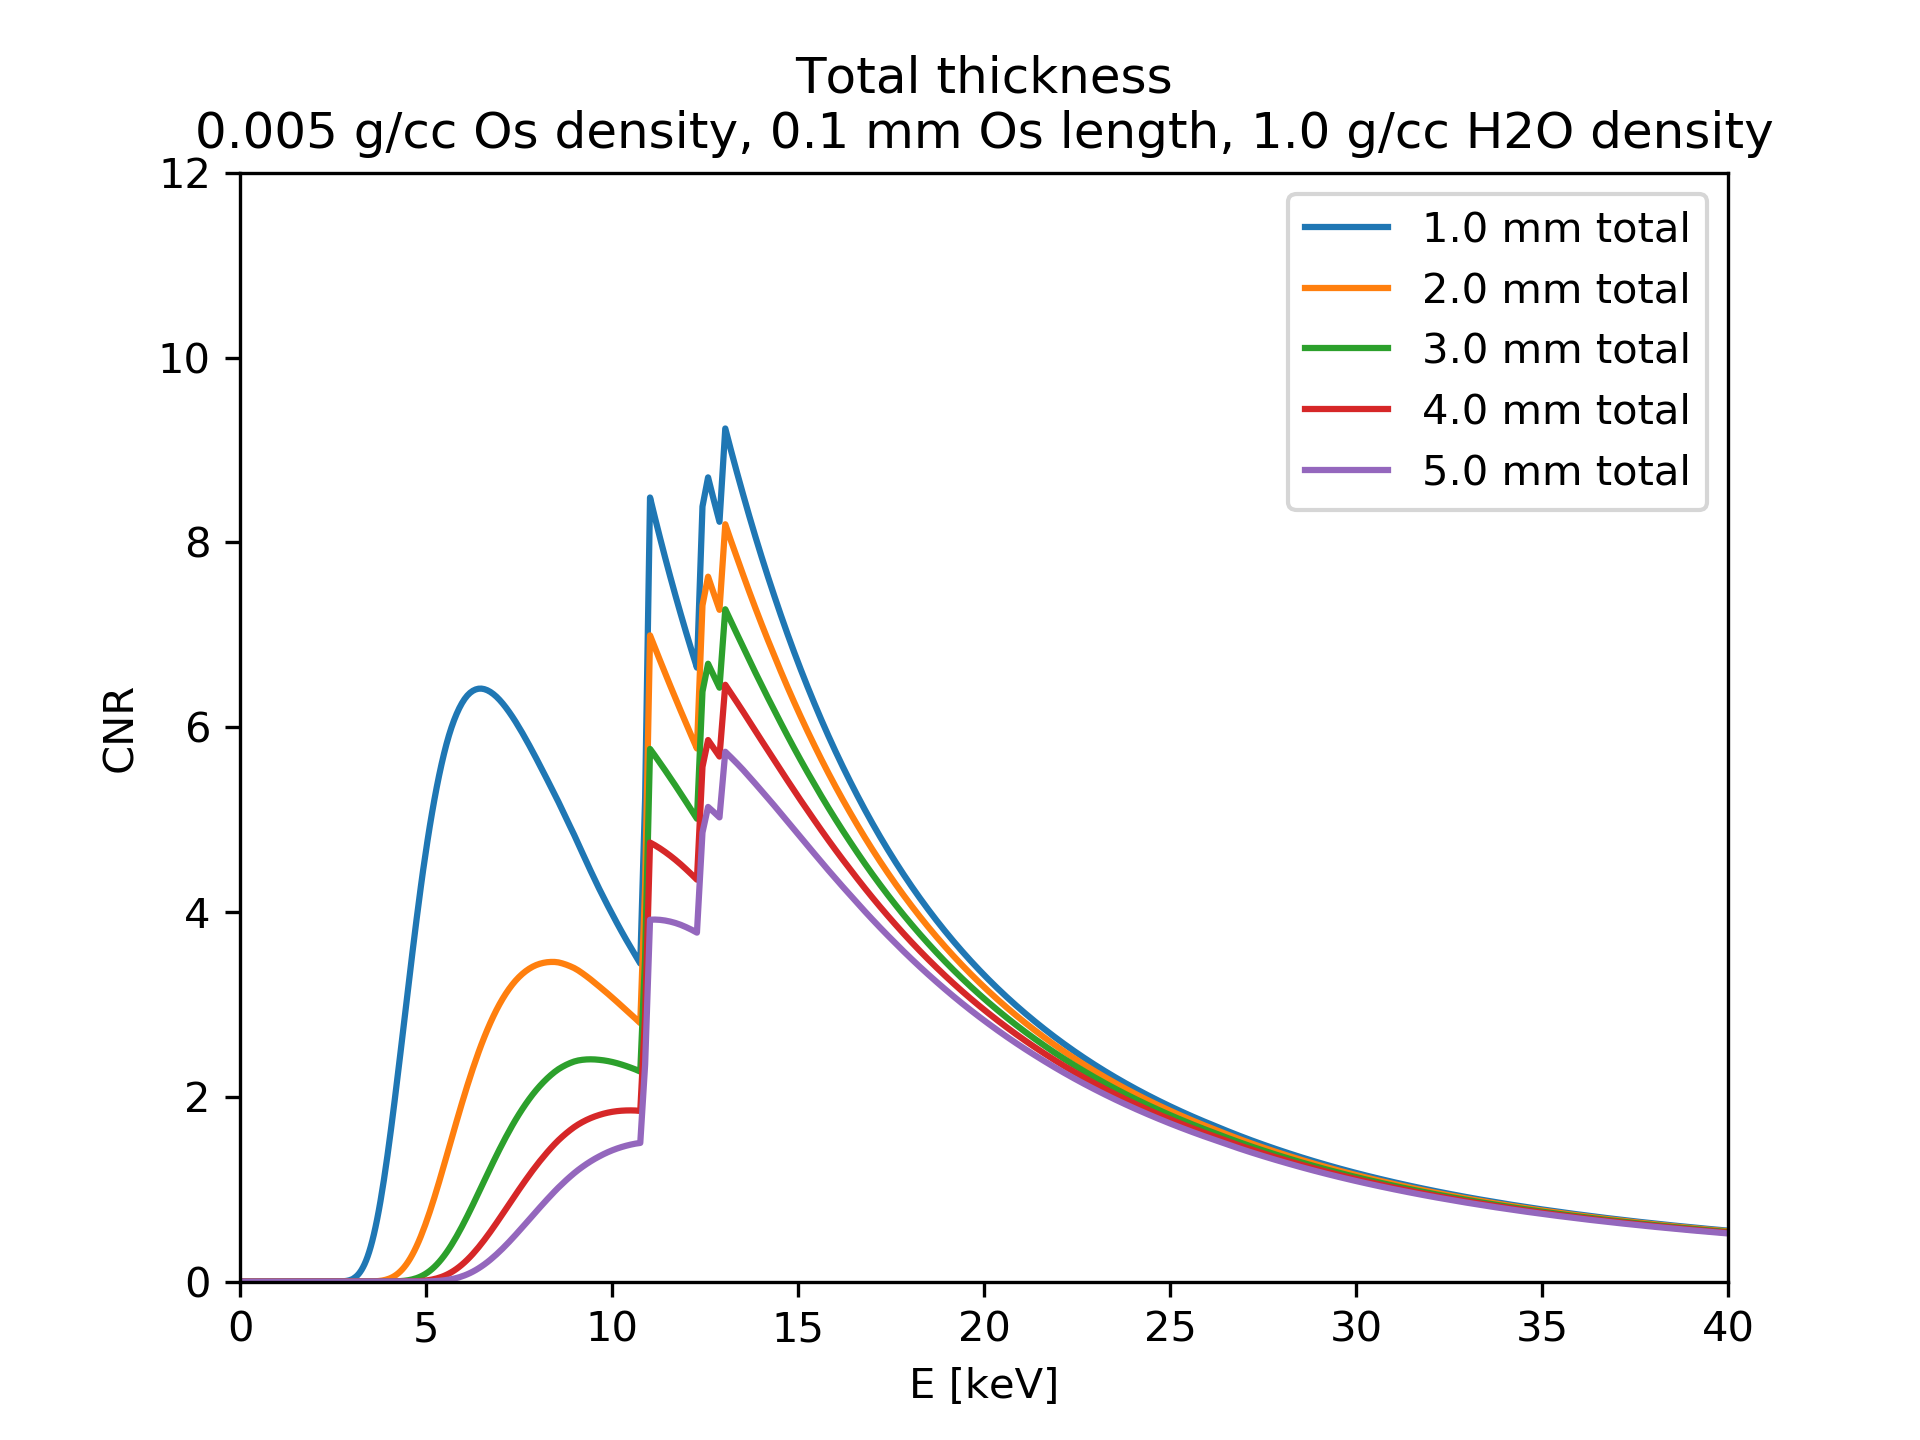 Total thickness
0.005 g/cc Os density, 0.1 mm Os length, 1.0 g/cc H2O density
12
10
8
6
4
2
0
CNR
1.0 mm total
2.0 mm total
3.0 mm total
4.0 mm total
5.0 mm total
0 5 10 15 20 25 30 35 40
E [keV]